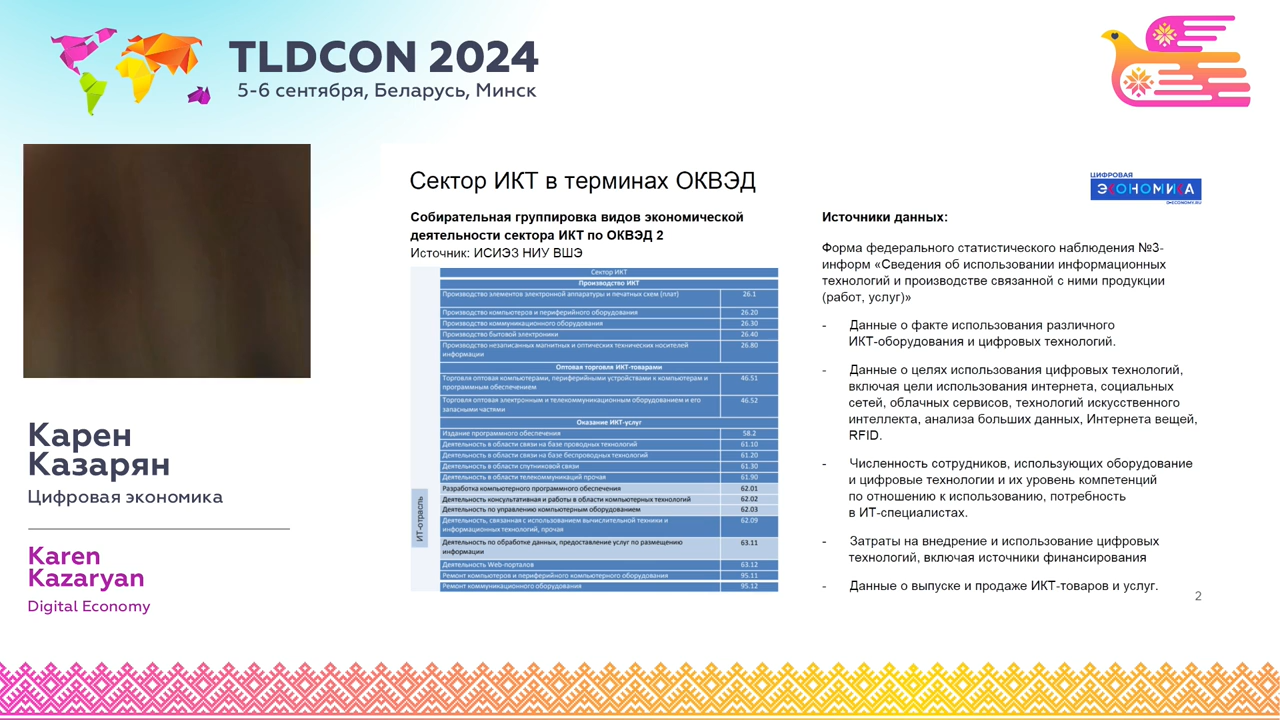 TLDCON 2024
5-6 сентября, Беларусь, Минск
Карен
Казарян
Цифровая экономика
Karen
Kazaryan
Digital Economy
Сектор ИКТ в терминах ОКВЭД
Собирательная группировка видов экономической
деятельности сектора ИКТ по ОКВЭД 2
Источник: ИСИЭЗ НИУ ВШЭ
Сектор ИКТ
Производство ИКТ
Производство элементов электронной аппаратуры и печатных схем (плат) 26.1
Производство компьютеров и периферийного оборудования 26.20
Производство коммуникационного оборудования 26.30
Производство бытовой электроники 26.40
Производство незаписанных магнитных и оптических технических носителей
информации 26.80
Оптовая торговля ИКТ-товарами
Торговля оптовая компьютерами, периферийными устройствами к компьютерам и
программным обеспечением 46.51
Торговля оптовая электронным и телекоммуникационным оборудованием и его
запасными частями 46.52
Оказание ИКТ-услуг
Издание программного обеспечения 58.2
Деятельность в области связи на базе проводных технологий 61.10
Деятельность в области связи на базе беспроводных технологий 61.20
Деятельность в области спутниковой связи 61.30
Деятельность в области телекоммуникаций прочая 61.90
ИТ-отрасль
Разработка компьютерного программного обеспечения 62.01
Деятельность консультативная и работы в области компьютерных технологий 62.02
Деятельность по управлению компьютерным оборудованием 62.03
Деятельность, связанная с использованием вычислительной техники и
информационных технологий, прочая 62.09
Деятельность по обработке данных, предоставление услуг по размещению
информации 63.11
Деятельность Web-порталов 63.12
Ремонт компьютеров и периферийного компьютерного оборудования 95.11
Ремонт коммуникационного оборудования 95.12
ЦИФРОВАЯ
ЭКОНОМИКА
D-ECONOMY.RU
Источники данных:
Форма федерального статистического наблюдения №3-
информ «Сведения об использовании информационных
технологий и производстве связанной с ними продукции
(работ, услуг)»
- Данные о факте использования различного
ИКТ-оборудования и цифровых технологий.
- Данные о целях использования цифровых технологий,
включая цели использования интернета, социальных
сетей, облачных сервисов, технологий искусственного
интеллекта, анализа больших данных, Интернета вещей,
RFID.
- Численность сотрудников, использующих оборудование
и цифровые технологии и их уровень компетенций
по отношению к использованию, потребность
в ИТ-специалистах.
- Затраты на внедрение и использование цифровых
технологий, включая источники финансирования
- Данные о выпуске и продаже ИКТ-товаров и услуг.
2